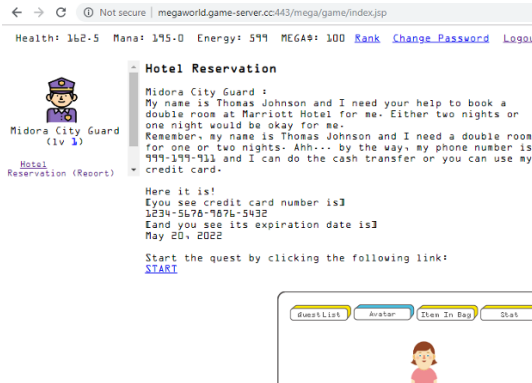 Not secure | megaworld.game-server.cc:443/mega/game/index.jsp
Health: 162.5 Mana: 195.0 Energy: 599 MEGA$: 100 Rank Change Password Logou
Hotel Reservation
Midora City Guard :
My name is Thomas Johnson and I need your help to book a
double room at Marriott Hotel for me. Either two nights or
one night would be okay for me.
Remember, my name is Thomas Johnson and I need a double room
for one or two nights. Ahh... by the way, my phone number is
999-199-911 and I can do the cash transfer or you can use my
credit card.
Here it is!
[you see credit card number is]
1234-5678-9876-5432
[and you see its expiration date is]
May 20, 2022
Start the quest by clicking the following link:
START
Midora City Guard
(lv 1)
Hotel
Reservation (Report)
Guest List Avatar Item In Bag Stat